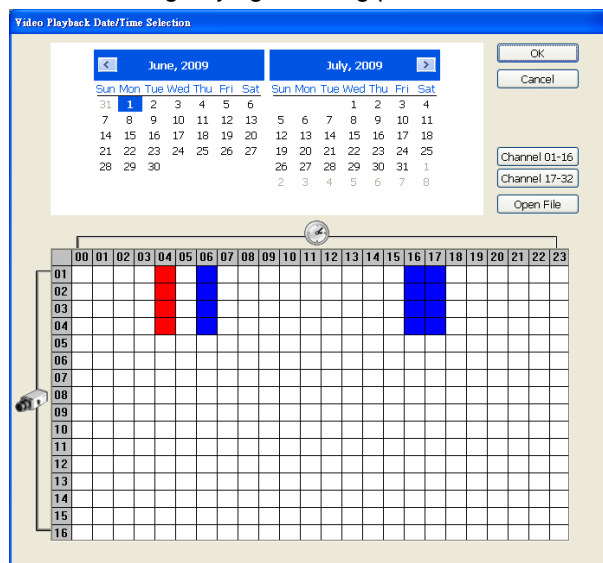 Video Playback Date/Time Selection
June, 2009
Sun Mon Tue Wed Thu Fri Sat
31 1 2 3 4 5 6
7 8 9 10 11 12 13
14 15 16 17 18 19 20
21 22 23 24 25 26 27
28 29 30
July, 2009
Sun Mon Tue Wed Thu Fri Sat
1 2 3 4
5 6 7 8 9 10 11
12 13 14 15 16 17 18
19 20 21 22 23 24 25
26 27 28 29 30 31 1
2 3 4 5 6 7 8
OK
Cancel
Channel 01-16
Channel 17-32
Open File
00 01 02 03 04 05 06 07 08 09 10 11 12 13 14 15 16 17 18 19 20 21 22 23
01
02
03
04
05
06
07
08
09
10
11
12
13
14
15
16